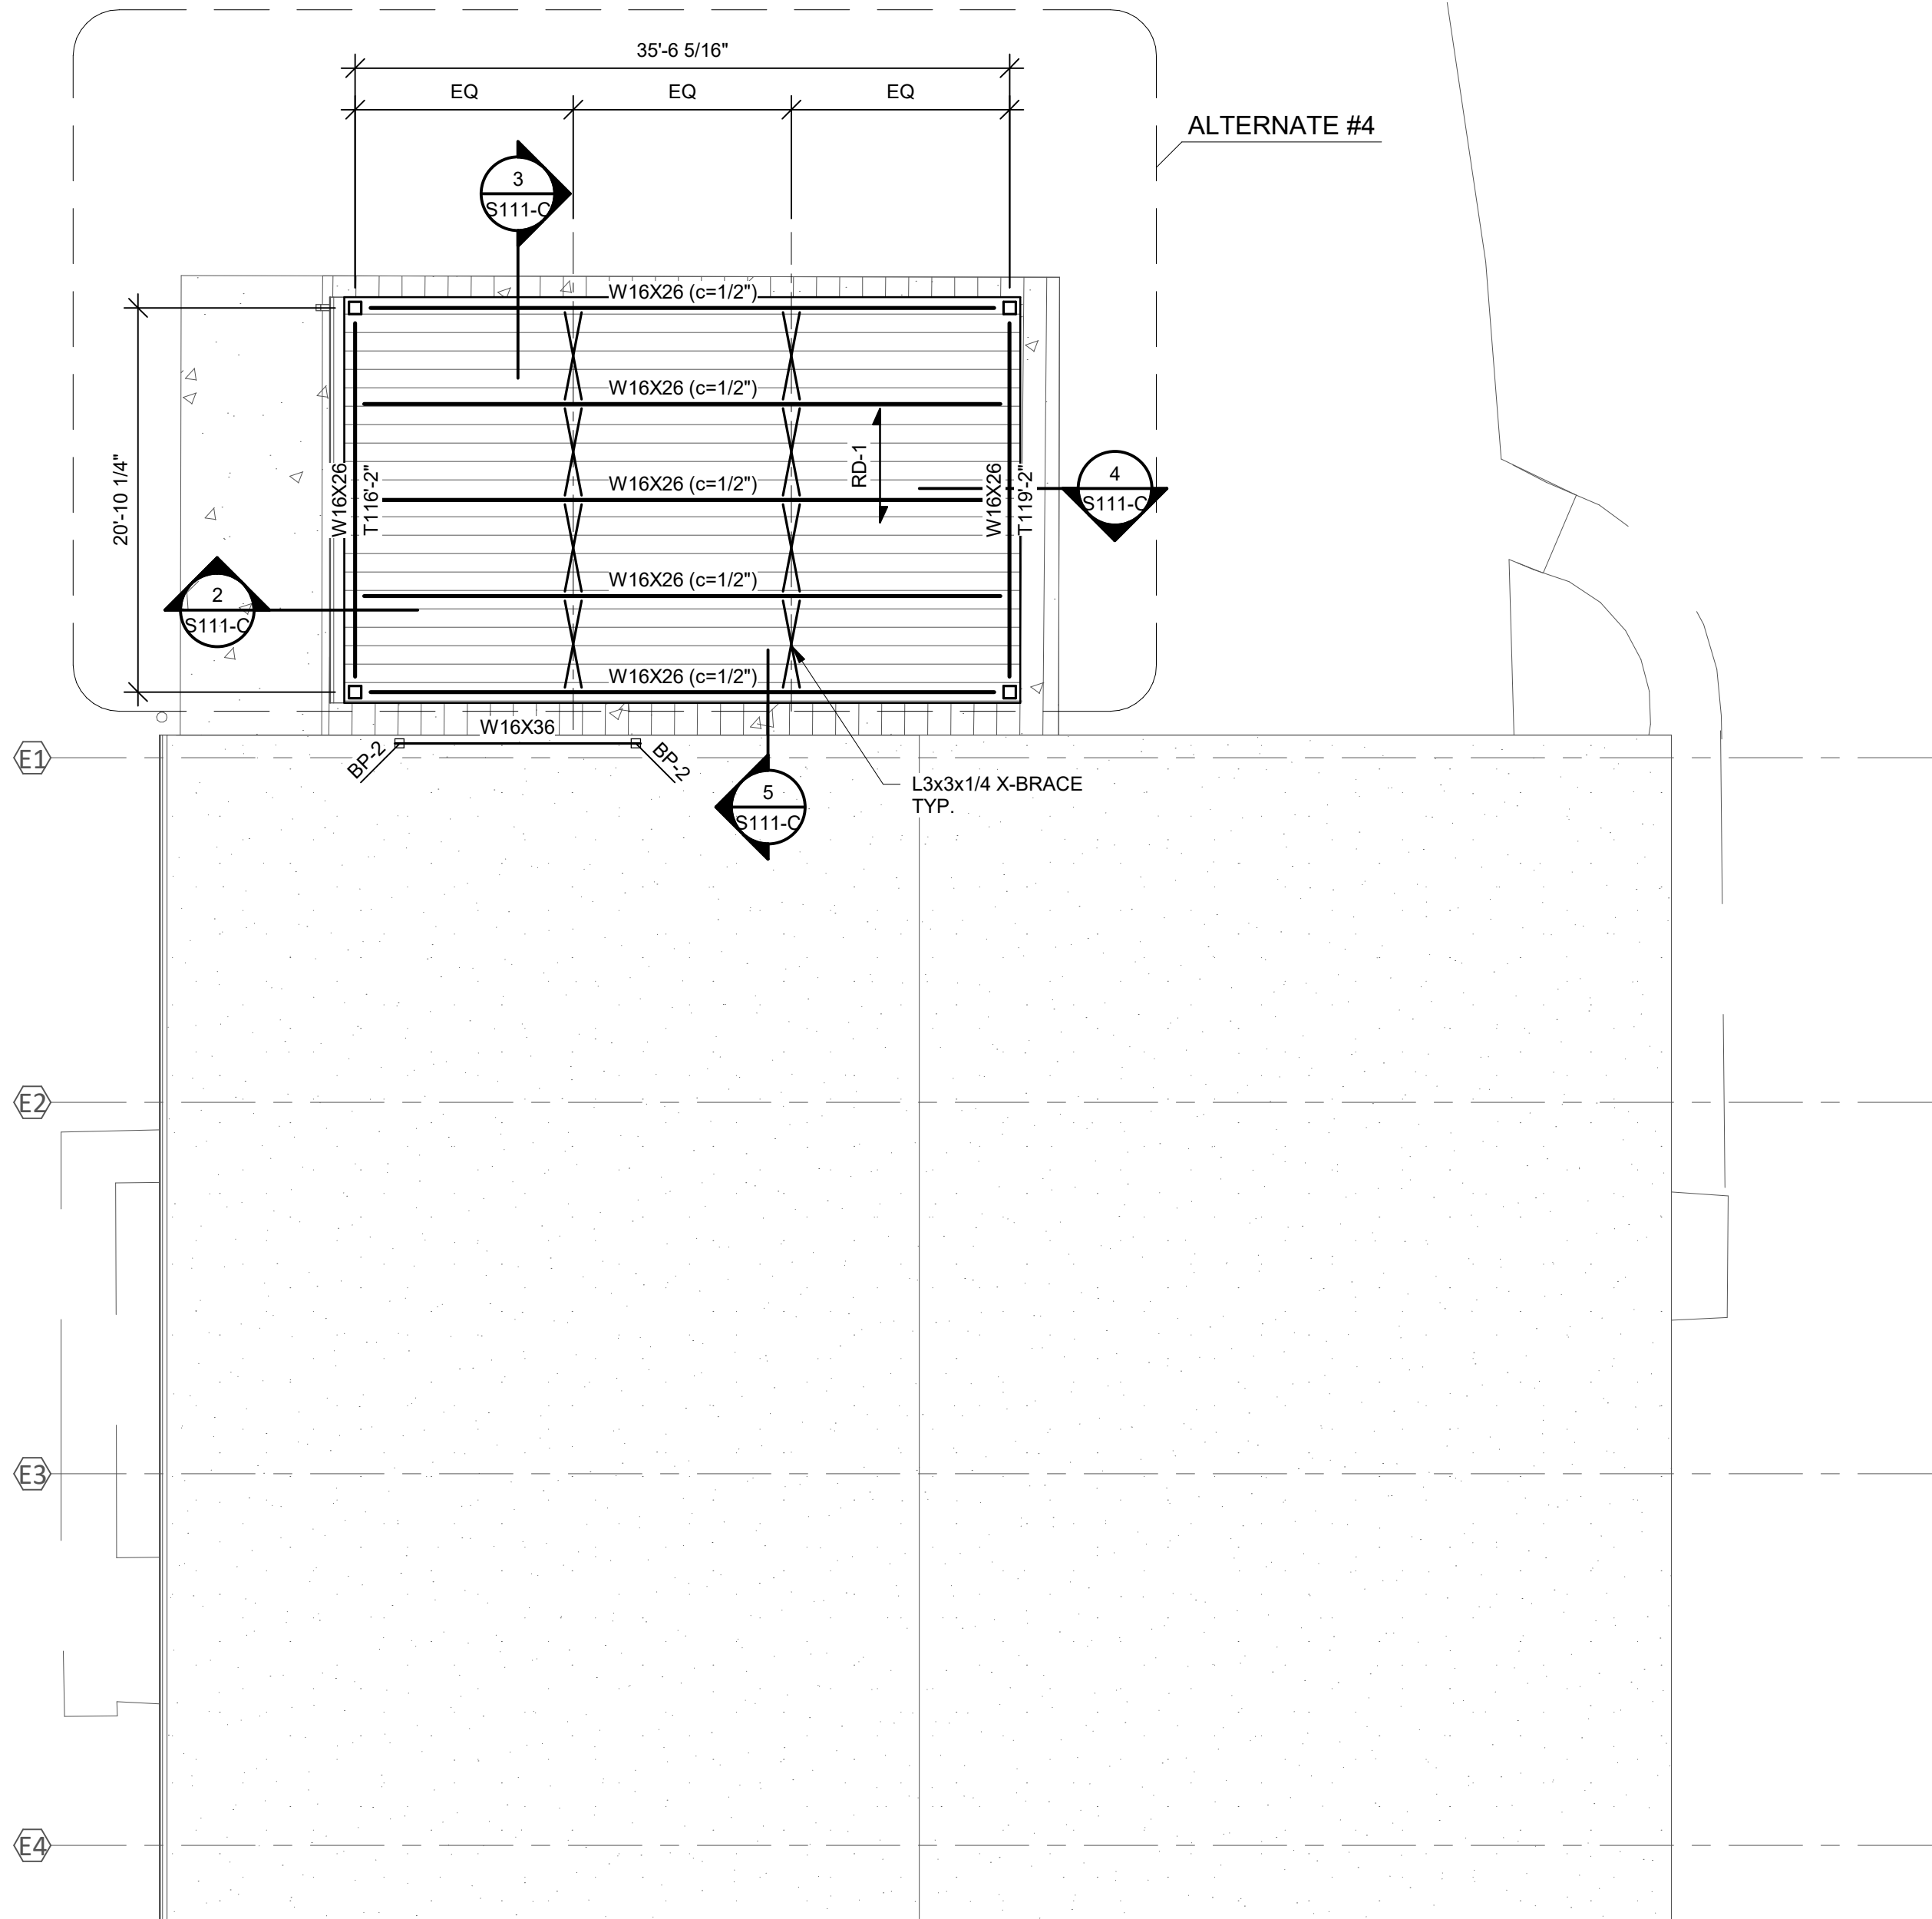 35'-6 5/16"
EQ
EQ
EQ
ALTERNATE #4
3
S111-C
W16X26 (c=1/2")
W16X26 (c=1/2")
20'-10 1/4"
W16X26
T116'-2"
W16X26 (c=1/2")
RD-1
W16X26
T119'-2"
4
S111-C
2
S111-C
W16X26 (c=1/2")
W16X26 (c=1/2")
W16X36
BP-2
BP-2
E1
5
S111-C
L3x3x1/4 X-BRACE
TYP.
E2
E3
E4